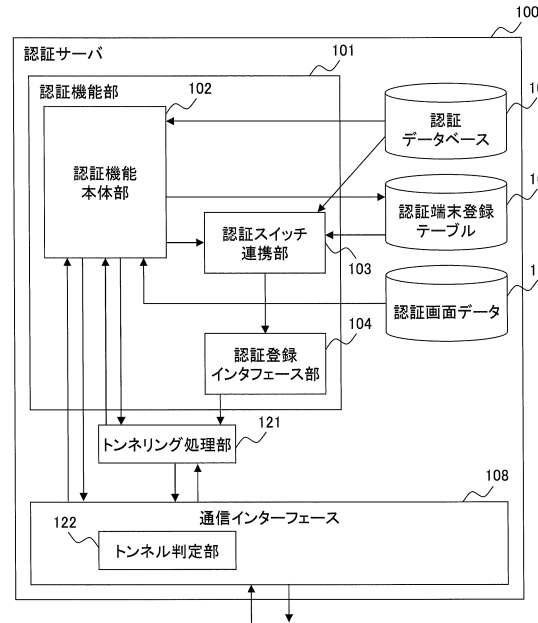 100
認証サーバ
101
認証機能部
102
認証機能
本体部
認証
データベース
認証端末登録
テーブル
認証スイッチ
連携部
103
認証画面データ
104
認証登録
インタフェース部
121
トンネリング処理部
108
通信インターフェース
122
トンネル判定部